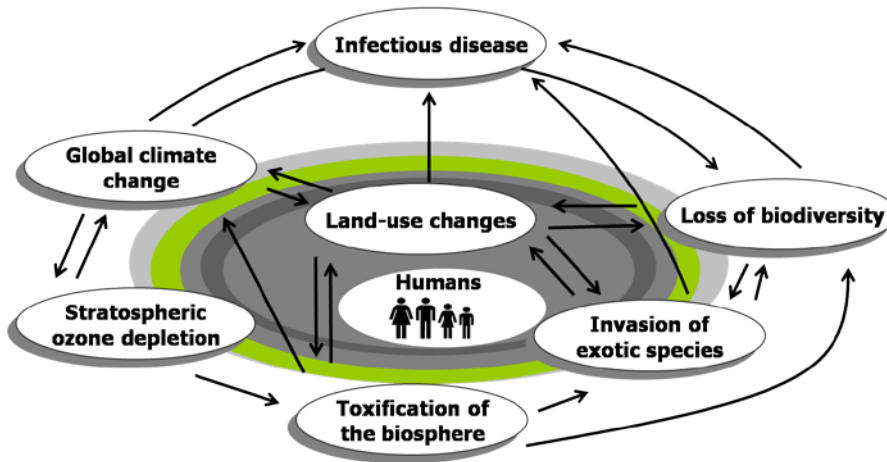 Infectious disease
Global climate
change
Land-use changes
Loss of biodiversity
Humans
Stratospheric
ozone depletion
Invasion of
exotic species
Toxification of
the biosphere